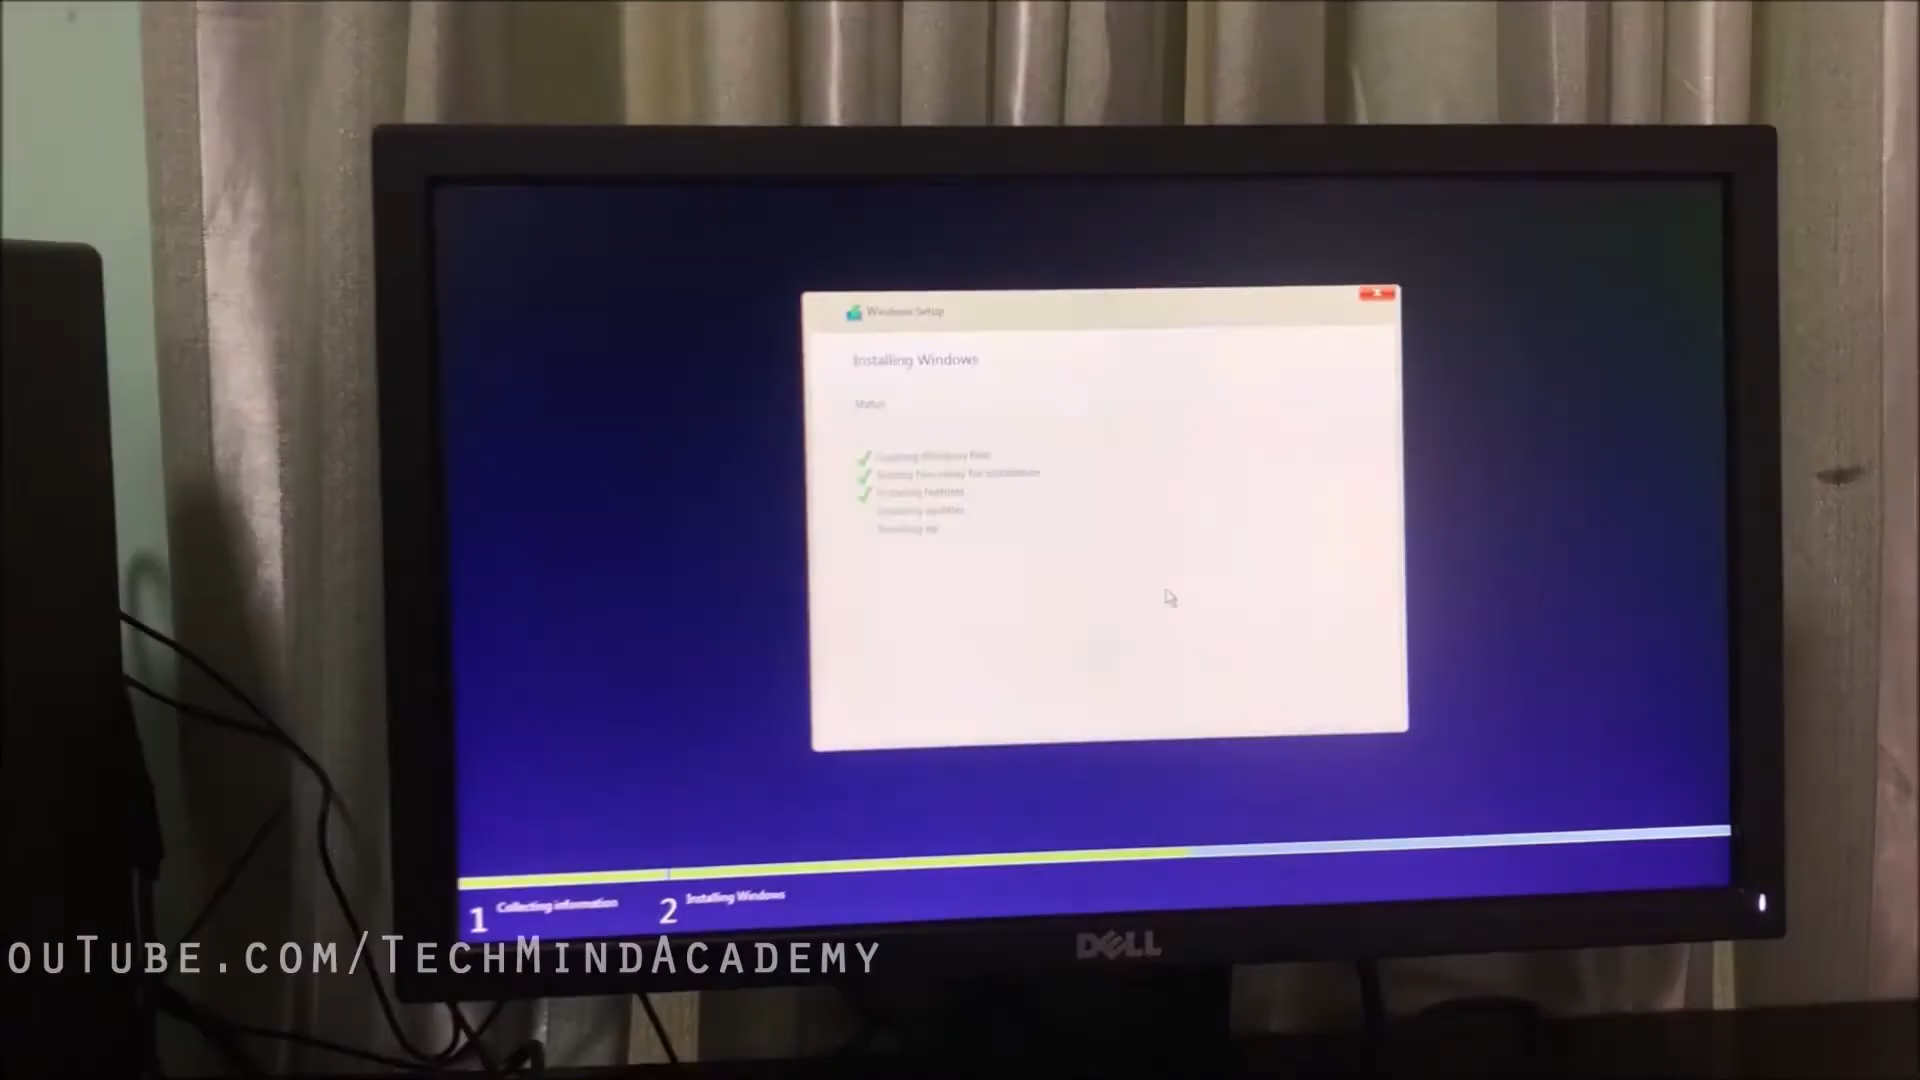 Windows Setup
Installing Windows
Status
Copying Windows files
Getting files ready for installation
Installing features
Installing updates
Finishing up
1 Collecting information
2 Installing Windows
DELL
ouTube.com/TechMindAcademy